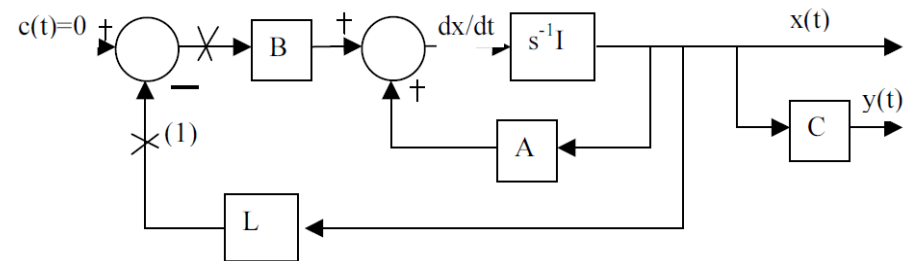 c(t)=0
+
B
+
dx/dt
s⁻¹I
x(t)
−
+
y(t)
(1)
A
C
L